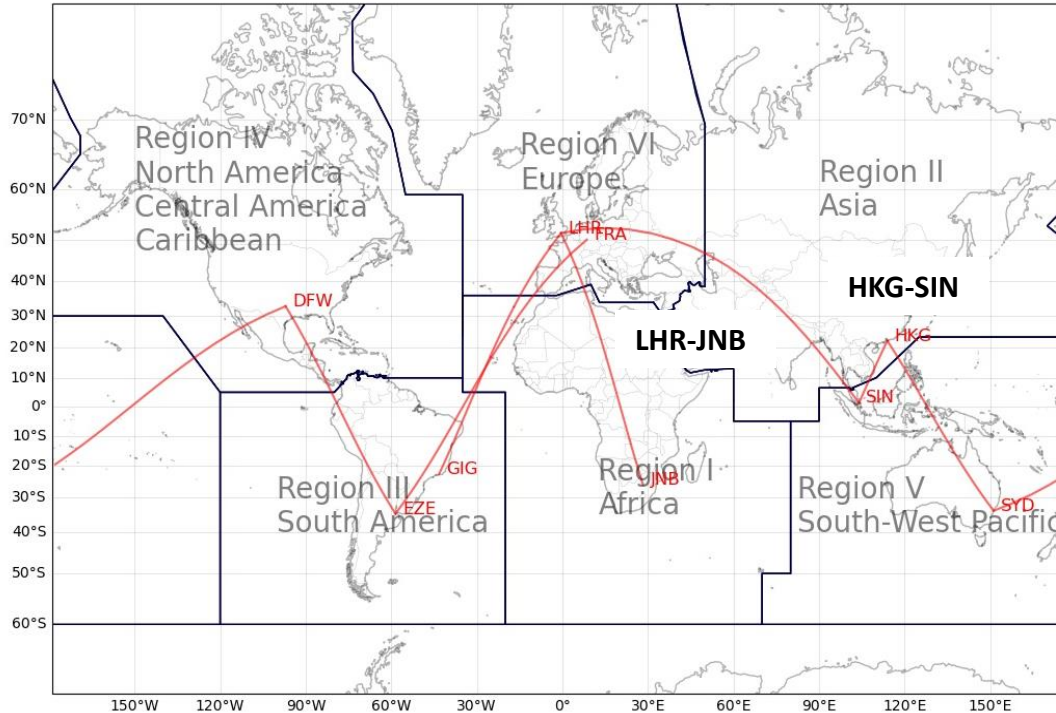 70°N
60°N
50°N
40°N
30°N
20°N
10°N
0°
10°S
20°S
30°S
40°S
50°S
60°S
Region IV
North America
Central America
Caribbean
Region VI
Europe
Region II
Asia
LHR
FRA
HKG-SIN
DFW
LHR-JNB
HKG
SIN
GIG
Region III
South America
EZE
Region I
Africa
JNB
Region V
South-West Pacific
SYD
150°W
120°W
90°W
60°W
30°W
0°
30°E
60°E
90°E
120°E
150°E